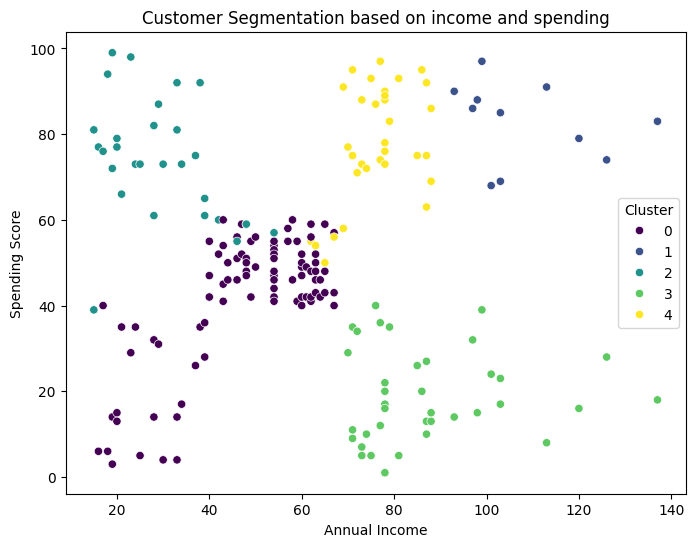 Customer Segmentation based on income and spending
100
80
60
40
20
0
Spending Score
Cluster
0
1
2
3
4
20 40 60 80 100 120 140
Annual Income